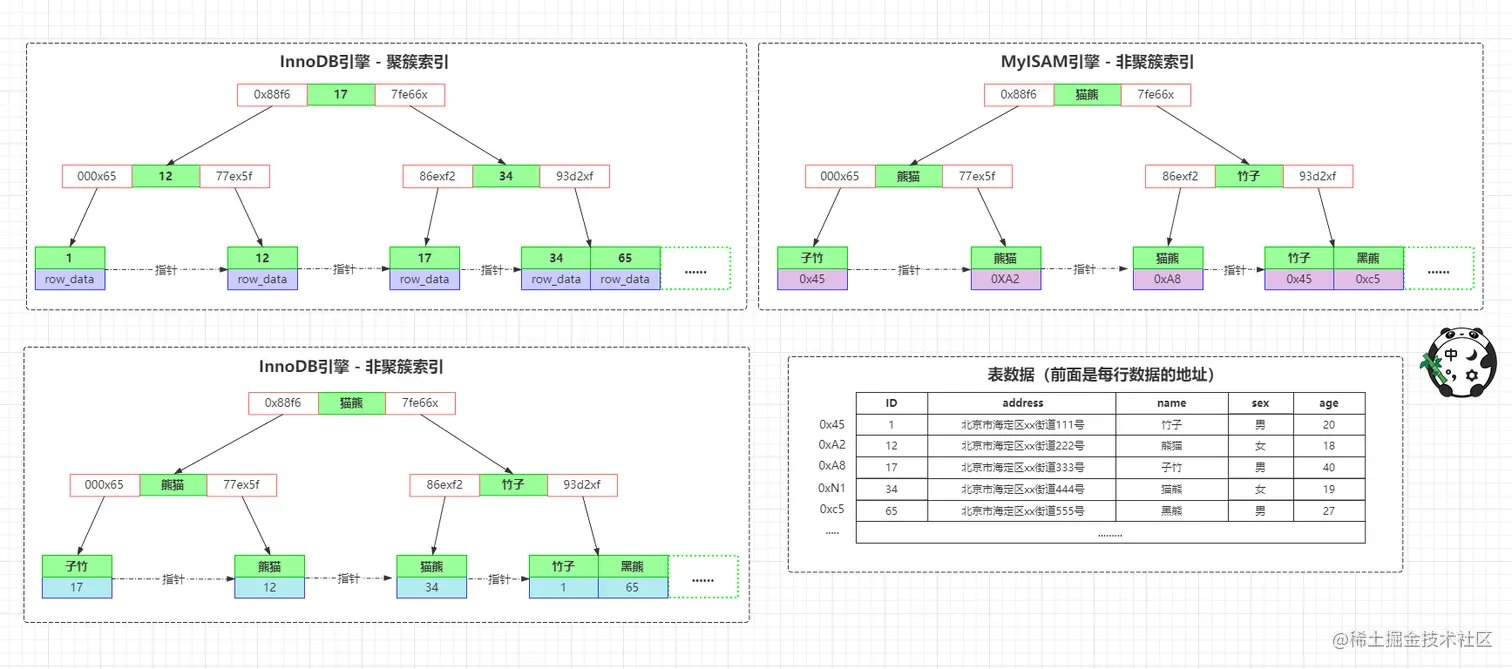 InnoDB引擎 - 聚簇索引
0x88f6 17 7fe66x
000x65 12 77ex5f
86exf2 34 93d2xf
1 12 17 34 65
指针 指针 指针 ......
row_data row_data row_data row_data row_data
MyISAM引擎 - 非聚簇索引
0x88f6 猫熊 7fe66x
000x65 熊猫 77ex5f
86exf2 竹子 93d2xf
子竹 熊猫 猫熊 竹子 黑熊
指针 指针 指针 ......
0x45 0XA2 0xA8 0x45 0xc5
InnoDB引擎 - 非聚簇索引
0x88f6 猫熊 7fe66x
000x65 熊猫 77ex5f
86exf2 竹子 93d2xf
子竹 熊猫 猫熊 竹子 黑熊
指针 指针 指针 ......
17 12 34 1 65
表数据（前面是每行数据的地址）
ID address name sex age
0x45 1 北京市海定区xx街道111号 竹子 男 20
0xA2 12 北京市海定区xx街道222号 熊猫 女 18
0xA8 17 北京市海定区xx街道333号 子竹 男 40
0xN1 34 北京市海定区xx街道444号 猫熊 女 19
0xc5 65 北京市海定区xx街道555号 黑熊 男 27
..... .........
中
@稀土掘金技术社区